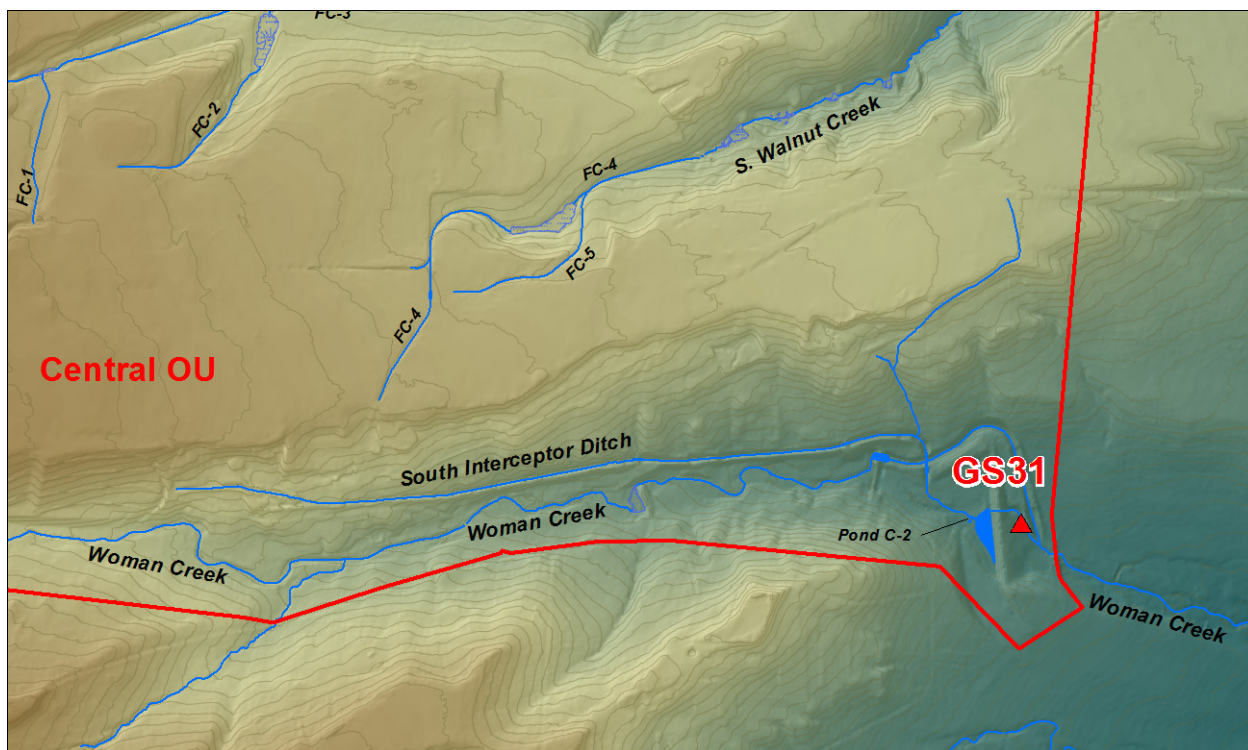 FC-3
FC-2
FC-1
FC-4
S. Walnut Creek
FC-5
FC-4
Central OU
South Interceptor Ditch
GS31
Woman Creek
Pond C-2
Woman Creek
Woman Creek